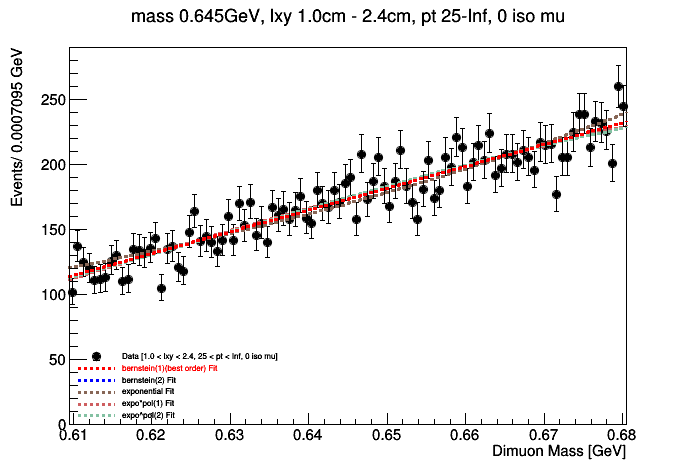 mass 0.645GeV, lxy 1.0cm - 2.4cm, pt 25-Inf, 0 iso mu
Events/ 0.0007095 GeV
250
200
150
100
50
0
Data [1.0 < lxy < 2.4, 25 < pt < Inf, 0 iso mu]
bernstein(1)(best order) Fit
bernstein(2) Fit
exponential Fit
expo*pol(1) Fit
expo*pol(2) Fit
0.61 0.62 0.63 0.64 0.65 0.66 0.67 0.68
Dimuon Mass [GeV]